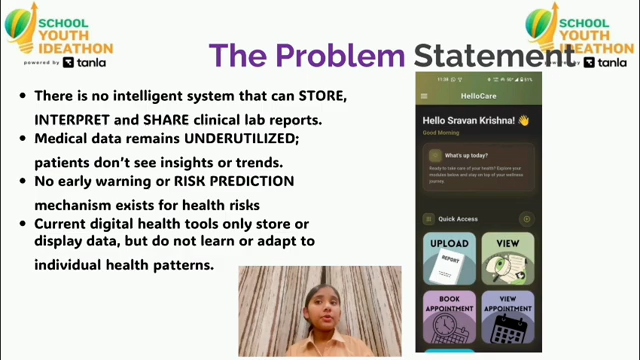 SCHOOL
YOUTH
IDEATHON
powered by tanla
SCHOOL
YOUTH
IDEATHON
powered by tanla
The Problem Statement
• There is no intelligent system that can STORE,
INTERPRET and SHARE clinical lab reports.
• Medical data remains UNDERUTILIZED;
patients don't see insights or trends.
• No early warning or RISK PREDICTION
mechanism exists for health risks
• Current digital health tools only store or
display data, but do not learn or adapt to
individual health patterns.
HelloCare
Hello Sravan Krishna! 👋
Good Morning
What's up today?
Ready to take care of your health? Explore your
modules below and stay on top of your wellness
journey.
Quick Access
UPLOAD
REPORT
VIEW
BOOK
APPOINTMENT
VIEW
APPOINTMENT